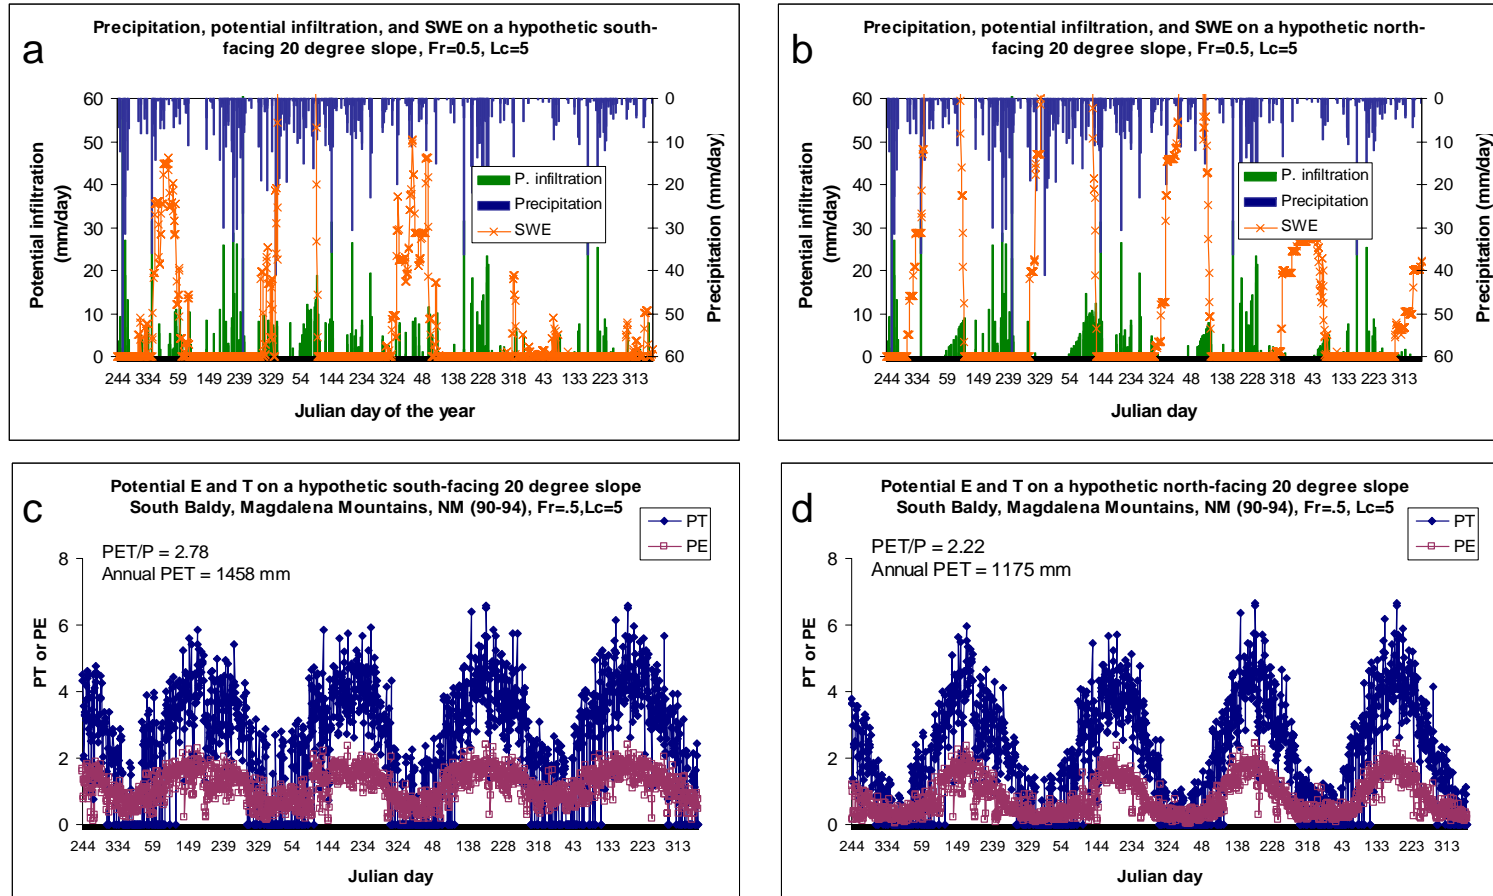 a
Precipitation, potential infiltration, and SWE on a hypothetic south-
facing 20 degree slope, Fr=0.5, Lc=5
Potential infiltration
(mm/day)
60
50
40
30
20
10
0
0
10
20
30
40
50
60
Precipitation (mm/day)
P. infiltration
Precipitation
SWE
244 334 59 149 239 329 54 144 234 324 48 138 228 318 43 133 223 313
Julian day of the year
b
Precipitation, potential infiltration, and SWE on a hypothetic north-
facing 20 degree slope, Fr=0.5, Lc=5
Potential infiltration
(mm/day)
60
50
40
30
20
10
0
0
10
20
30
40
50
60
Precipitation (mm/day)
P. infiltration
Precipitation
SWE
244 334 59 149 239 329 54 144 234 324 48 138 228 318 43 133 223 313
Julian day
c
Potential E and T on a hypothetic south-facing 20 degree slope
South Baldy, Magdalena Mountains, NM (90-94), Fr=.5,Lc=5
PT
PE
PET/P = 2.78
Annual PET = 1458 mm
PT or PE
8
6
4
2
0
244 334 59 149 239 329 54 144 234 324 48 138 228 318 43 133 223 313
Julian day
d
Potential E and T on a hypothetic north-facing 20 degree slope
South Baldy, Magdalena Mountains, NM (90-94), Fr=.5, Lc=5
PT
PE
PET/P = 2.22
Annual PET = 1175 mm
PT or PE
8
6
4
2
0
244 334 59 149 239 329 54 144 234 324 48 138 228 318 43 133 223 313
Julian day